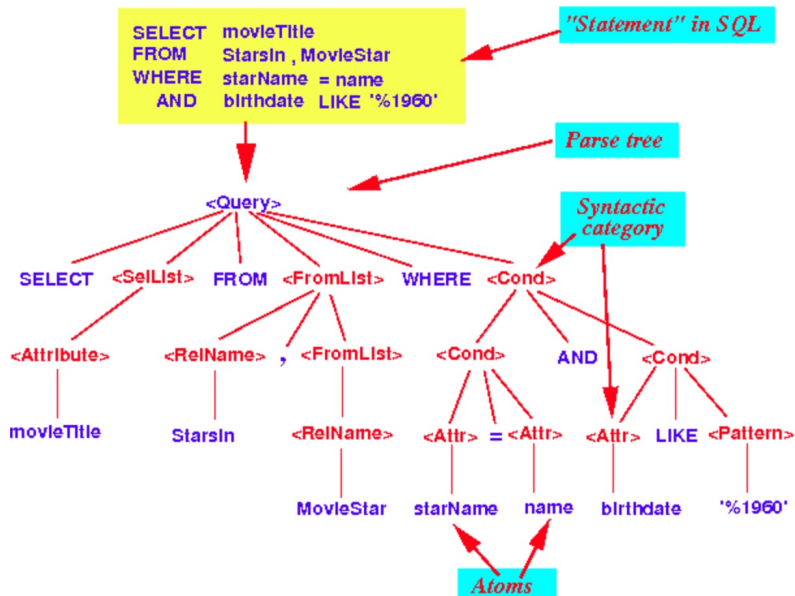 SELECT movieTitle
FROM StarsIn , MovieStar
WHERE starName = name
AND birthdate LIKE '%1960'
"Statement" in SQL
Parse tree
<Query>
Syntactic
category
SELECT <SelList> FROM <FromList> WHERE <Cond>
<Attribute> <RelName> , <FromList> <Cond> AND <Cond>
movieTitle StarsIn <RelName> <Attr> = <Attr> <Attr> LIKE <Pattern>
MovieStar starName name birthdate '%1960'
Atoms